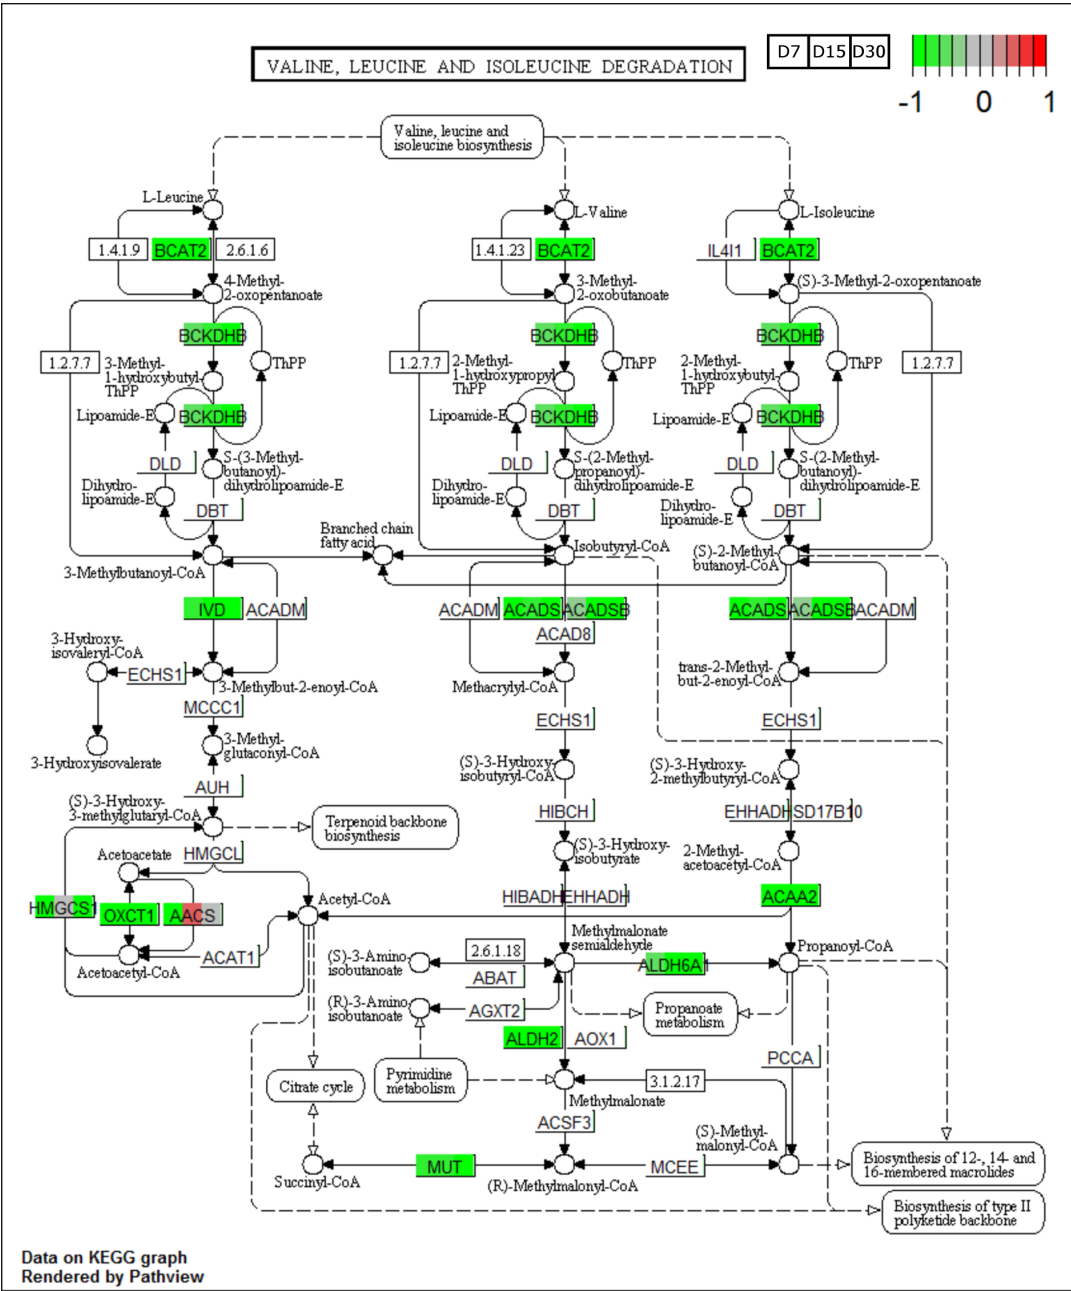 VALINE, LEUCINE AND ISOLEUCINE DEGRADATION
D7 D15 D30
-1 0 1
Valine, leucine and
isoleucine biosynthesis
L-Leucine
L-Valine
L-Isoleucine
1.4.1.9 BCAT2 2.6.1.6
1.4.1.23 BCAT2
IL4I1 BCAT2
4-Methyl-
2-oxopentanoate
3-Methyl-
2-oxobutanoate
(S)-3-Methyl-2-oxopentanoate
BCKDHB
BCKDHB
BCKDHB
1.2.7.7
3-Methyl-
1-hydroxybutyl-
ThPP
ThPP
1.2.7.7
2-Methyl-
1-hydroxypropyl
ThPP
ThPP
2-Methyl-
1-hydroxybutyl-
ThPP
ThPP
1.2.7.7
Lipoamide-E
BCKDHB
Lipoamide-E
BCKDHB
Lipoamide-E
BCKDHB
DLD
S-(3-Methyl-
butanoyl)-
dihydrolipoamide-E
DLD
S-(2-Methyl-
propanoyl)-
dihydrolipoamide-E
DLD
S-(2-Methyl-
butanoyl)-
dihydrolipoamide-E
Dihydro-
lipoamide-E
Dihydro-
lipoamide-E
Dihydro-
lipoamide-E
DBT
DBT
DBT
Branched chain
fatty acid
3-Methylbutanoyl-CoA
Isobutyryl-CoA
(S)-2-Methyl-
butanoyl-CoA
IVD ACADM
ACADM ACADS ACADSB
ACADS ACADSB ACADM
ACAD8
3-Hydroxy-
isovaleryl-CoA
ECHS1
3-Methylbut-2-enoyl-CoA
Methacrylyl-CoA
trans-2-Methyl-
but-2-enoyl-CoA
MCCC1
ECHS1
ECHS1
3-Hydroxyisovalerate
3-Methyl-
glutaconyl-CoA
(S)-3-Hydroxy-
isobutyryl-CoA
(S)-3-Hydroxy-
2-methylbutyryl-CoA
AUH
(S)-3-Hydroxy-
3-methylglutaryl-CoA
Terpenoid backbone
biosynthesis
HIBCH
EHHADH HSD17B10
HMGCL
(S)-3-Hydroxy-
isobutyrate
2-Methyl-
acetoacetyl-CoA
Acetoacetate
Acetyl-CoA
HIBADH EHHADH
ACAA2
HMGCS1 OXCT1 AACS
Acetoacetyl-CoA
ACAT1
Methylmalonate
semialdehyde
Propanoyl-CoA
(S)-3-Amino-
isobutanoate
2.6.1.18
ABAT
ALDH6A1
(R)-3-Amino-
isobutanoate
AGXT2
Propanoate
metabolism
ALDH2 AOX1
PCCA
Citrate cycle
Pyrimidine
metabolism
3.1.2.17
Methylmalonate
ACSF3
(S)-Methyl-
malonyl-CoA
Succinyl-CoA
MUT
(R)-Methylmalonyl-CoA
MCEE
Biosynthesis of 12-, 14- and
16-membered macrolides
Biosynthesis of type II
polyketide backbone
Data on KEGG graph
Rendered by Pathview